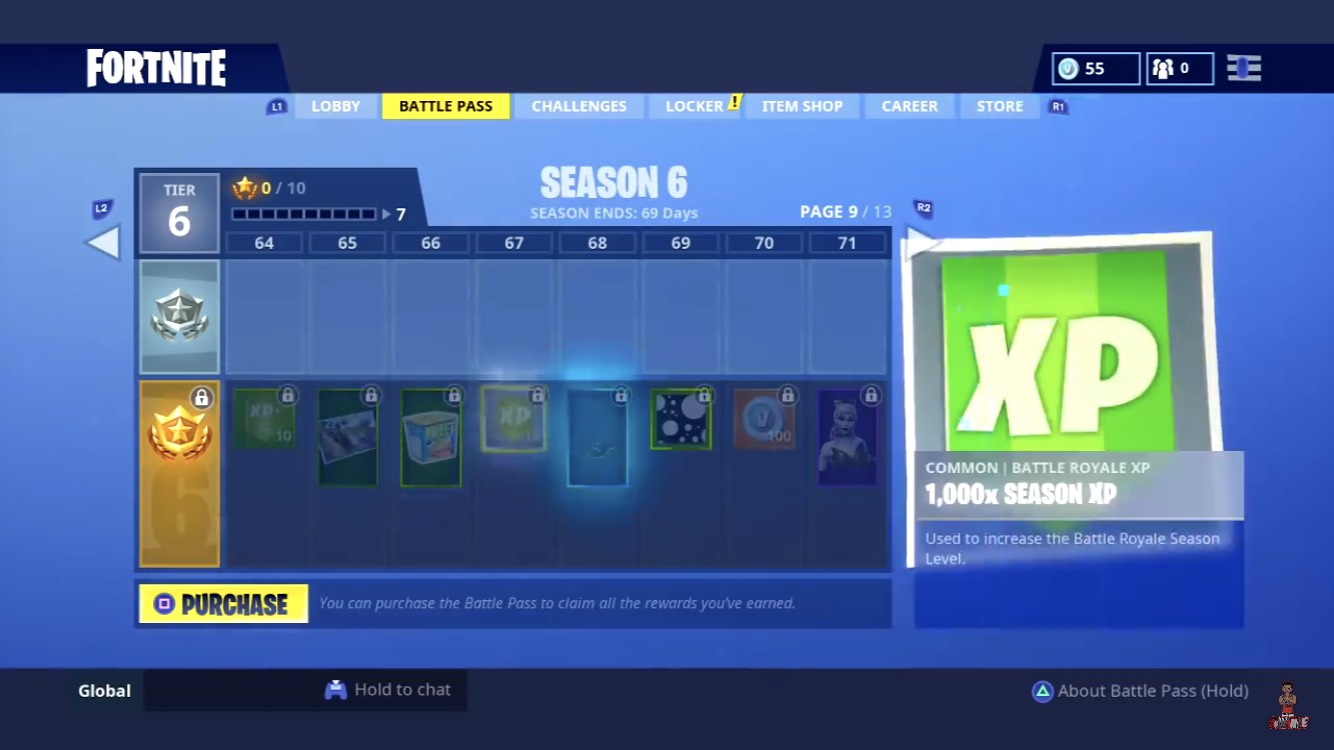 FORTNITE
55
0
L1
LOBBY
BATTLE PASS
CHALLENGES
LOCKER
!
ITEM SHOP
CAREER
STORE
R1
L2
TIER
6
0 / 10
7
SEASON 6
SEASON ENDS: 69 Days
PAGE 9 / 13
R2
64 65 66 67 68 69 70 71
XP
10
XP
V
100
6
XP
COMMON | BATTLE ROYALE XP
1,000x SEASON XP
Used to increase the Battle Royale Season
Level.
PURCHASE
You can purchase the Battle Pass to claim all the rewards you've earned.
Global
Hold to chat
About Battle Pass (Hold)